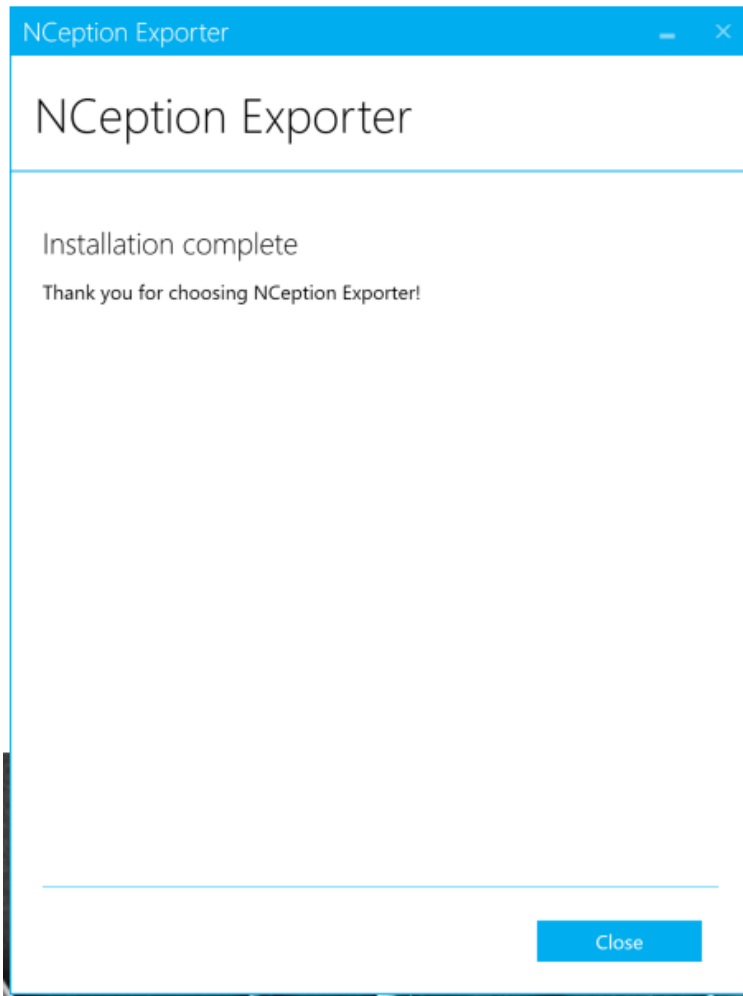 NCeption Exporter
NCeption Exporter
Installation complete
Thank you for choosing NCeption Exporter!
Close